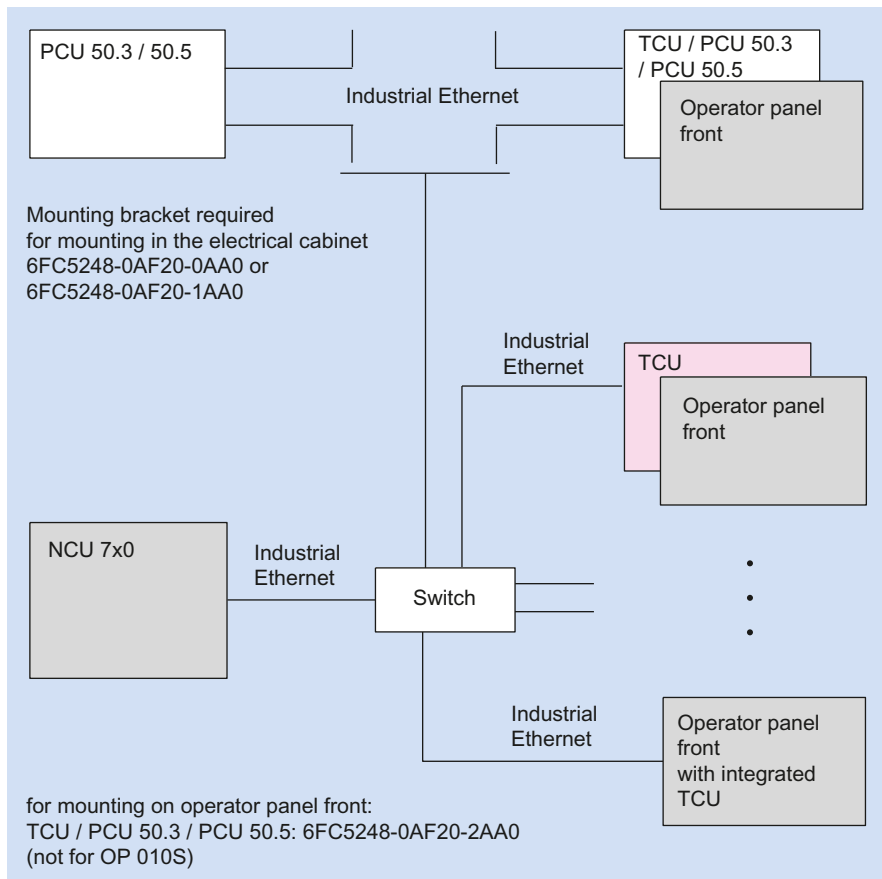 PCU 50.3 / 50.5
Industrial Ethernet
TCU / PCU 50.3
/ PCU 50.5
Operator panel
front
Mounting bracket required
for mounting in the electrical cabinet
6FC5248-0AF20-0AA0 or
6FC5248-0AF20-1AA0
Industrial
Ethernet
TCU
Operator panel
front
NCU 7x0
Industrial
Ethernet
Switch
Industrial
Ethernet
Operator panel
front
with integrated
TCU
for mounting on operator panel front:
TCU / PCU 50.3 / PCU 50.5: 6FC5248-0AF20-2AA0
(not for OP 010S)